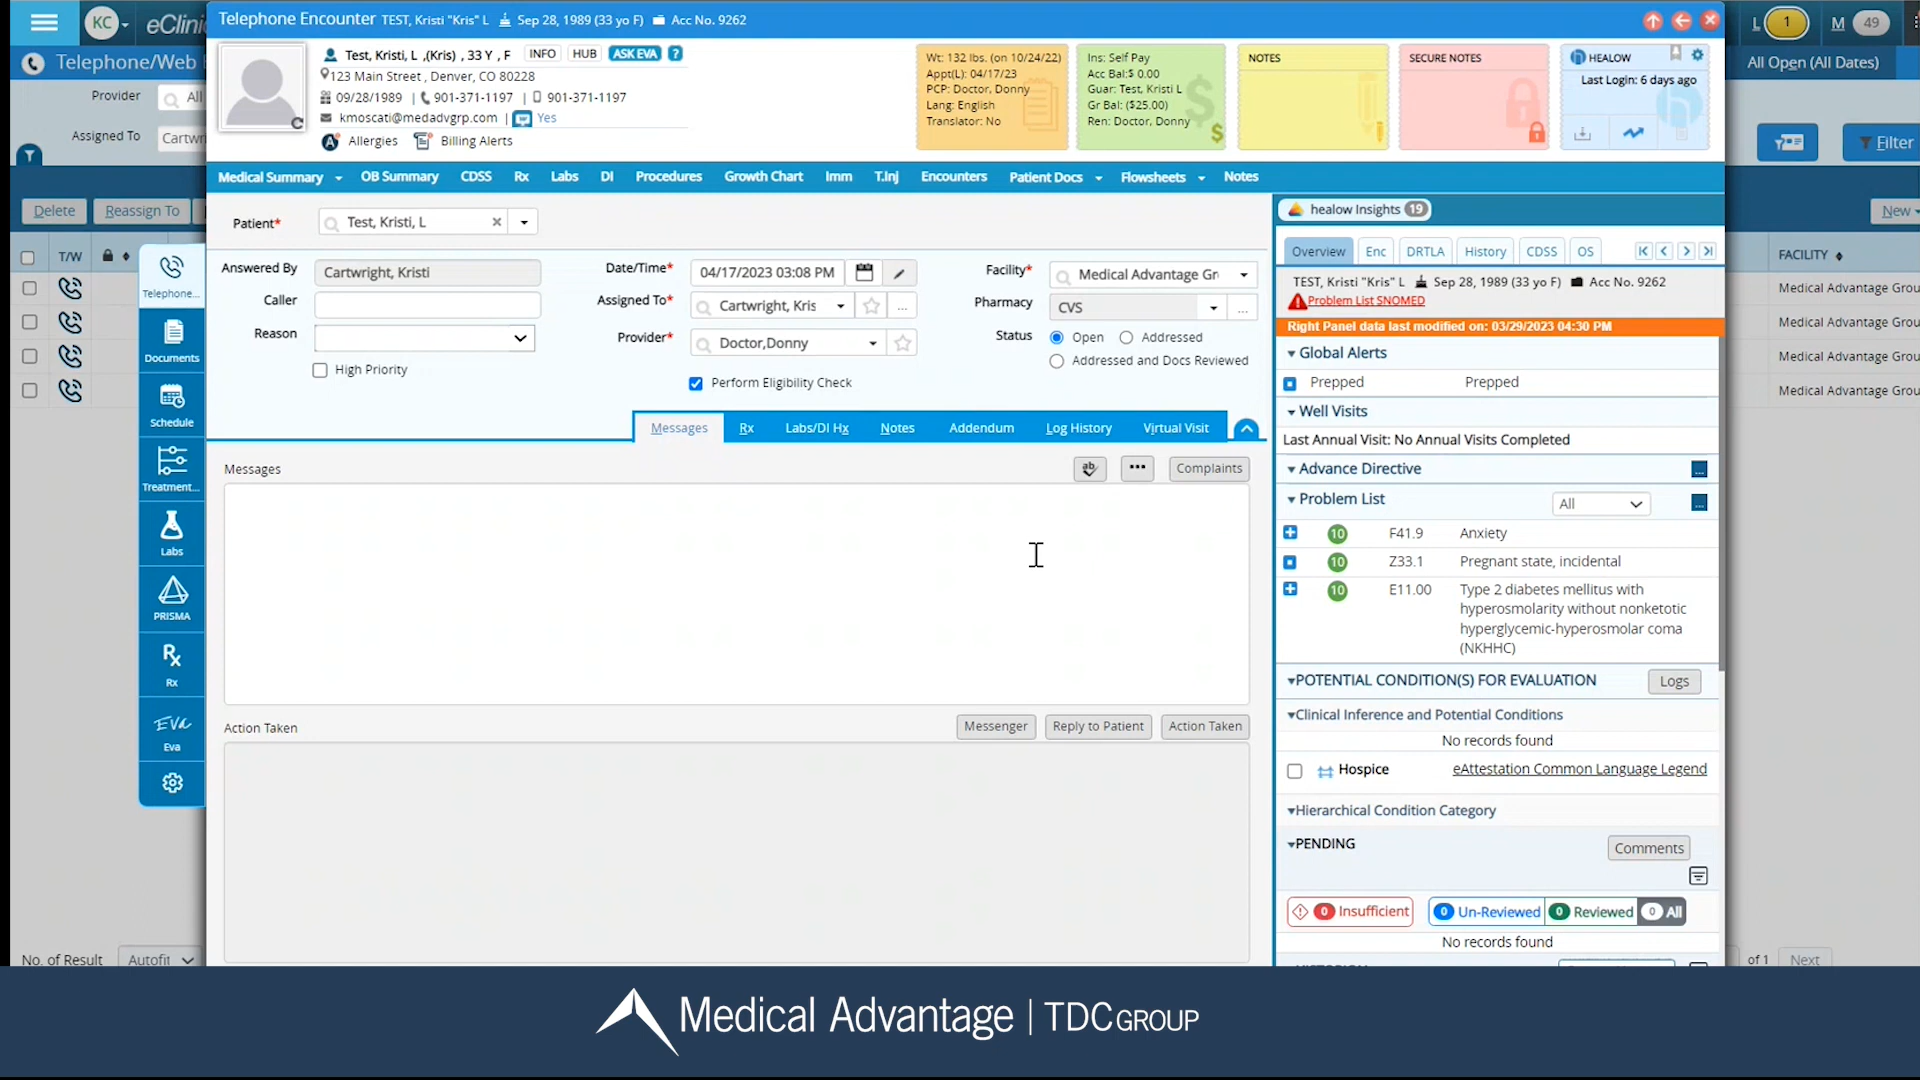 KC
eClinic
Telephone Encounter TEST, Kristi "Kris" L Sep 28, 1989 (33 yo F) Acc No. 9262
L 1 M 49
Telephone/Web
All Open (All Dates)
Provider All
Assigned To Cartwr
Filter
Delete Reassign To
New
T/W
FACILITY
Medical Advantage Grou
Medical Advantage Grou
Medical Advantage Grou
Medical Advantage Grou
Test, Kristi, L ,(Kris) , 33 Y , F INFO HUB ASK EVA ?
123 Main Street , Denver, CO 80228
09/28/1989 | 901-371-1197 | 901-371-1197
kmoscati@medadvgrp.com | Yes
Allergies Billing Alerts
Wt: 132 lbs. (on 10/24/22)
Appt(L): 04/17/23
PCP: Doctor, Donny
Lang: English
Translator: No
Ins: Self Pay
Acc Bal:$ 0.00
Guar: Test, Kristi L
Gr Bal: ($25.00)
Ren: Doctor, Donny
NOTES
SECURE NOTES
HEALOW
Last Login: 6 days ago
Medical Summary OB Summary CDSS Rx Labs DI Procedures Growth Chart Imm T.Inj Encounters Patient Docs Flowsheets Notes
Telephone...
Documents
Schedule
Treatment...
Labs
PRISMA
Rx
Rx
Eva
Eva
Patient* Test, Kristi, L
Answered By Cartwright, Kristi
Date/Time* 04/17/2023 03:08 PM
Facility* Medical Advantage Gr
Caller
Assigned To* Cartwright, Kris ...
Pharmacy CVS ...
Reason
Provider* Doctor,Donny
Status Open Addressed
Addressed and Docs Reviewed
High Priority
Perform Eligibility Check
Messages Rx Labs/DI Hx Notes Addendum Log History Virtual Visit
Messages
ab ... Complaints
Action Taken
Messenger Reply to Patient Action Taken
healow Insights 19
Overview Enc DRTLA History CDSS OS
TEST, Kristi "Kris" L Sep 28, 1989 (33 yo F) Acc No. 9262
Problem List SNOMED
Right Panel data last modified on: 03/29/2023 04:30 PM
Global Alerts
Prepped Prepped
Well Visits
Last Annual Visit: No Annual Visits Completed
Advance Directive ...
Problem List All ...
10 F41.9 Anxiety
10 Z33.1 Pregnant state, incidental
10 E11.00 Type 2 diabetes mellitus with
hyperosmolarity without nonketotic
hyperglycemic-hyperosmolar coma
(NKHHC)
POTENTIAL CONDITION(S) FOR EVALUATION Logs
Clinical Inference and Potential Conditions
No records found
Hospice eAttestation Common Language Legend
Hierarchical Condition Category
PENDING Comments
0 Insufficient 0 Un-Reviewed 0 Reviewed 0 All
No records found
No. of Result Autofit
of 1 Next
Medical Advantage | TDCGROUP